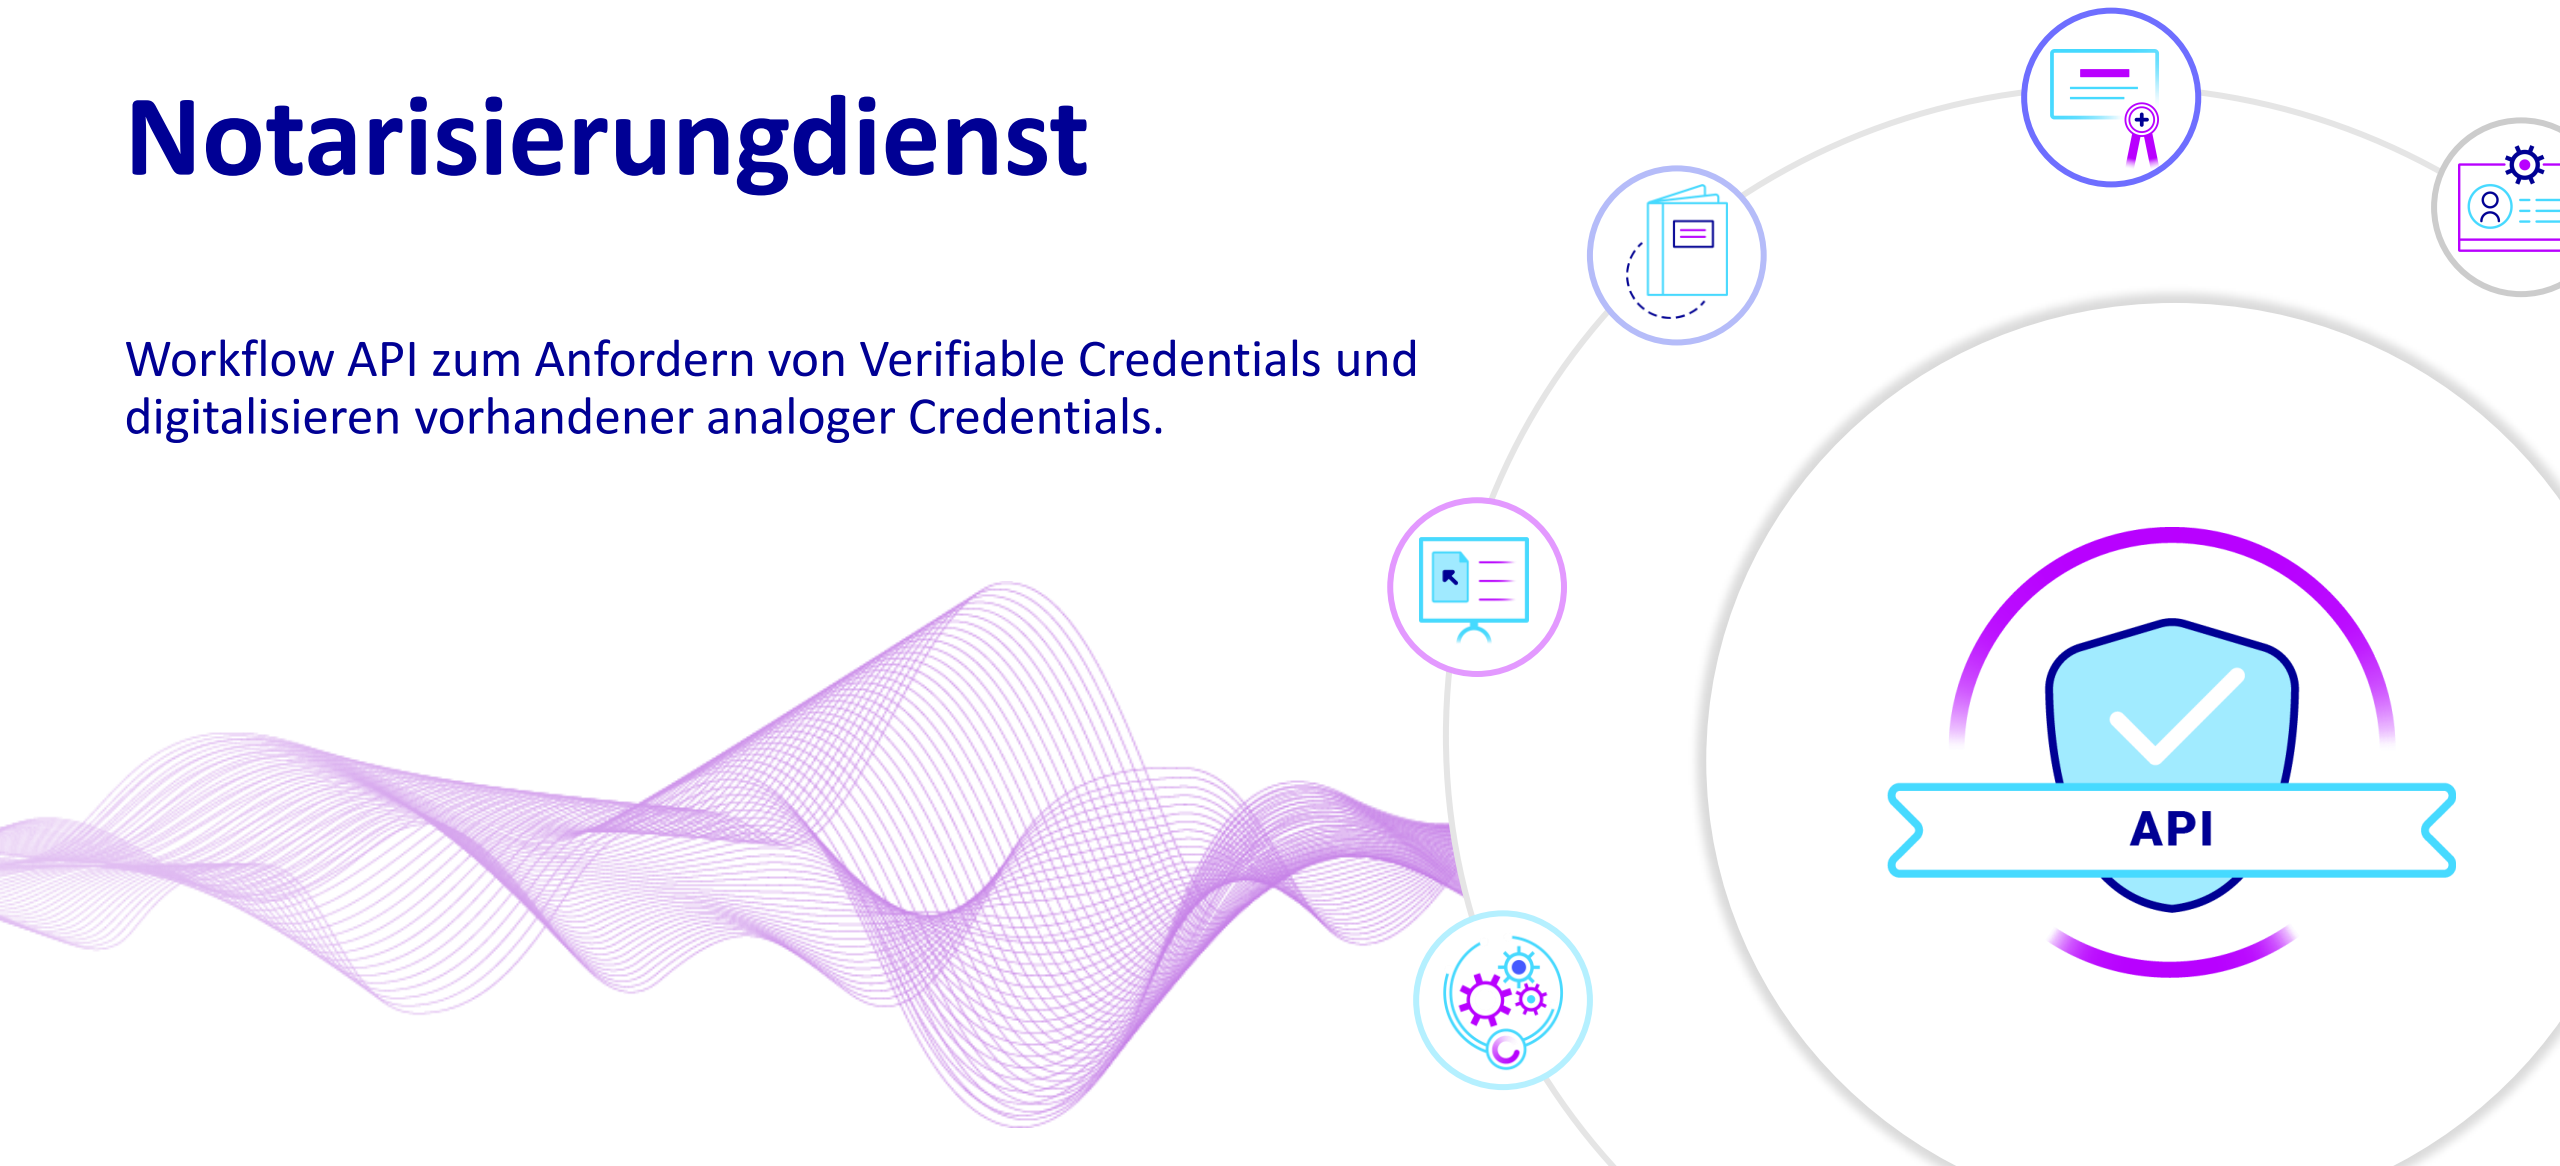 Notarisierungdienst
Workflow API zum Anfordern von Verifiable Credentials und
digitalisieren vorhandener analoger Credentials.
API